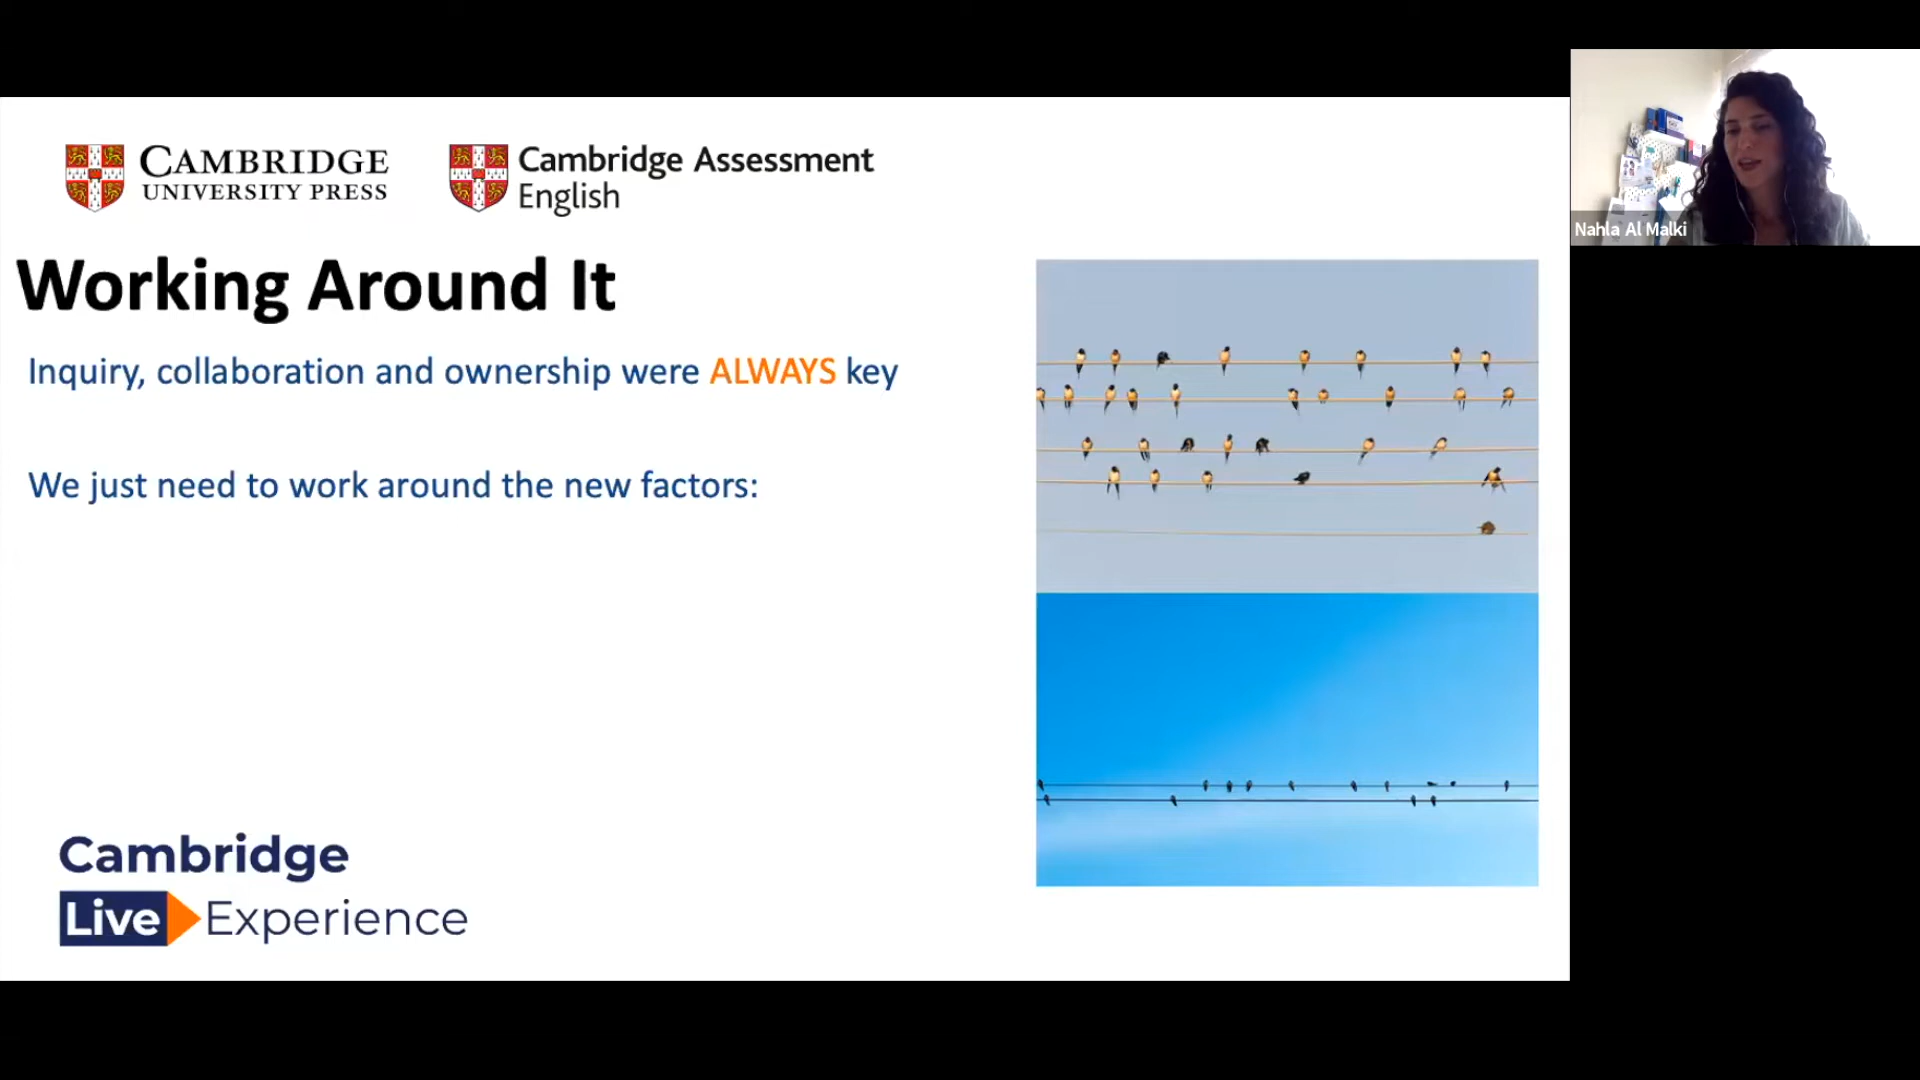 CAMBRIDGE
UNIVERSITY PRESS
Cambridge Assessment
English
Nahla Al Malki
Working Around It
Inquiry, collaboration and ownership were ALWAYS key
We just need to work around the new factors:
Cambridge
Live Experience